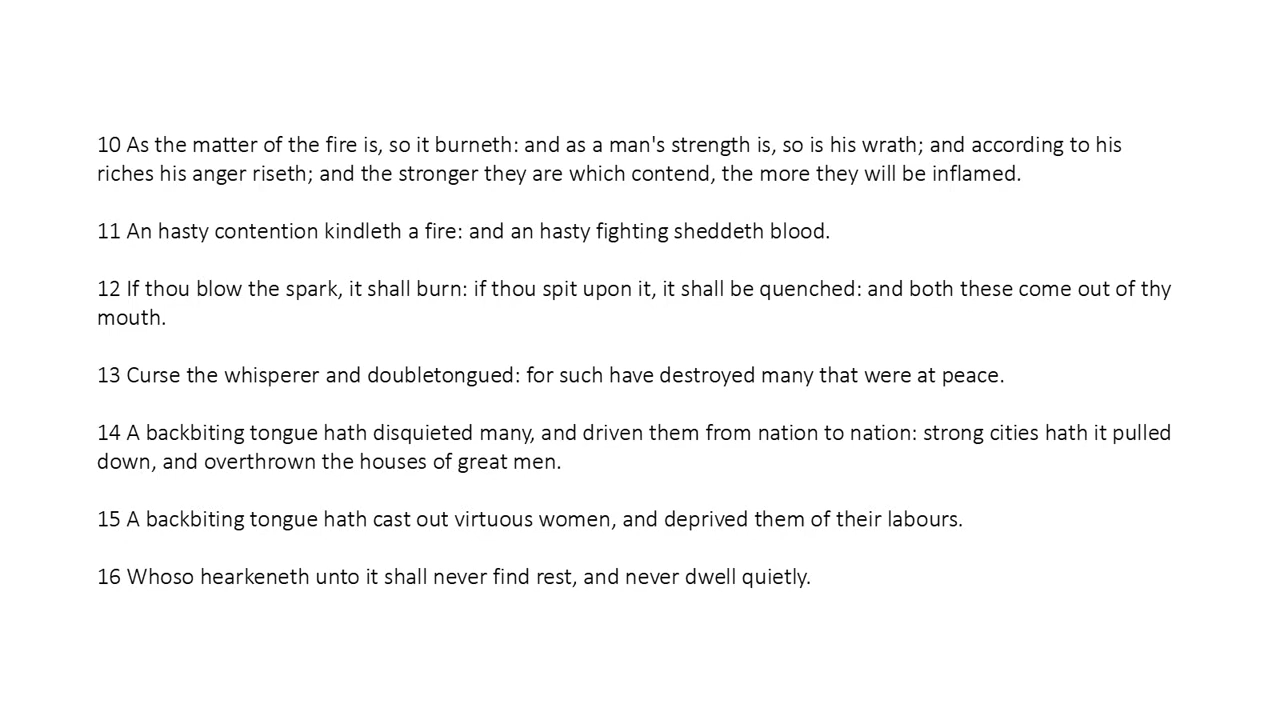 10 As the matter of the fire is, so it burneth: and as a man's strength is, so is his wrath; and according to his
riches his anger riseth; and the stronger they are which contend, the more they will be inflamed.
11 An hasty contention kindleth a fire: and an hasty fighting sheddeth blood.
12 If thou blow the spark, it shall burn: if thou spit upon it, it shall be quenched: and both these come out of thy
mouth.
13 Curse the whisperer and doubletongued: for such have destroyed many that were at peace.
14 A backbiting tongue hath disquieted many, and driven them from nation to nation: strong cities hath it pulled
down, and overthrown the houses of great men.
15 A backbiting tongue hath cast out virtuous women, and deprived them of their labours.
16 Whoso hearkeneth unto it shall never find rest, and never dwell quietly.